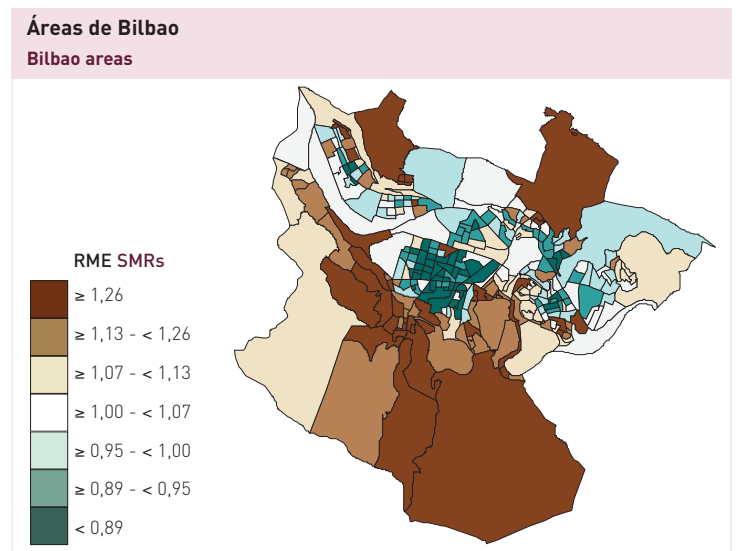 Áreas de Bilbao
Bilbao areas
RME SMRs
≥ 1,26
≥ 1,13 - < 1,26
≥ 1,07 - < 1,13
≥ 1,00 - < 1,07
≥ 0,95 - < 1,00
≥ 0,89 - < 0,95
< 0,89